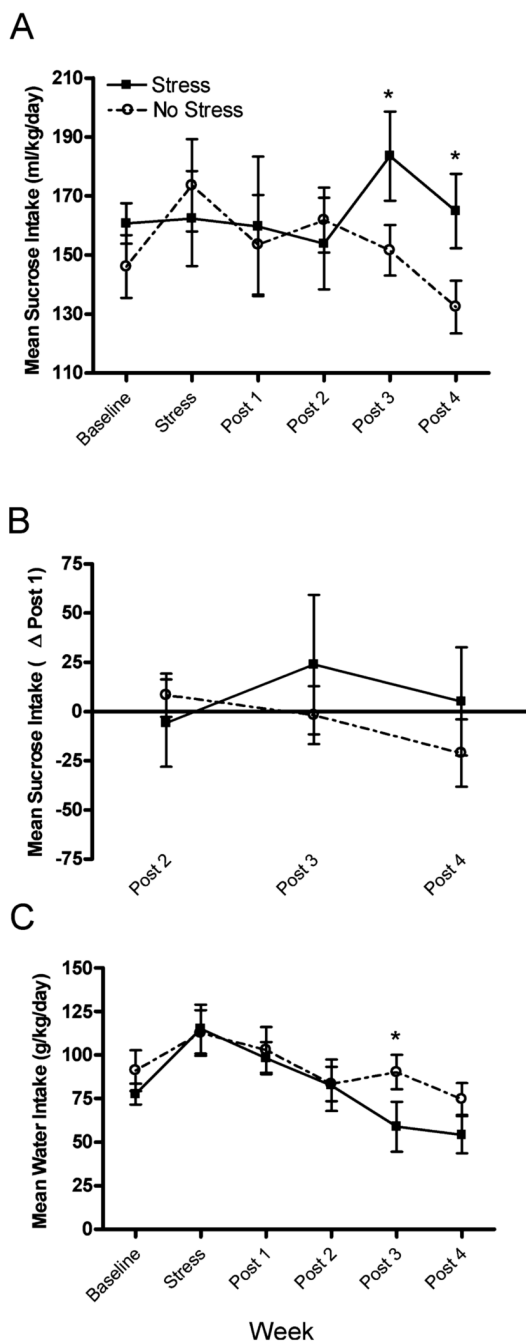 A
Mean Sucrose Intake (ml/kg/day)
210
190
170
150
130
110
Stress
No Stress
*
*
Baseline
Stress
Post 1
Post 2
Post 3
Post 4
B
Mean Sucrose Intake ( Δ Post 1)
75
50
25
0
-25
-50
-75
Post 2
Post 3
Post 4
C
Mean Water Intake (g/kg/day)
150
125
100
75
50
25
0
*
Baseline
Stress
Post 1
Post 2
Post 3
Post 4
Week